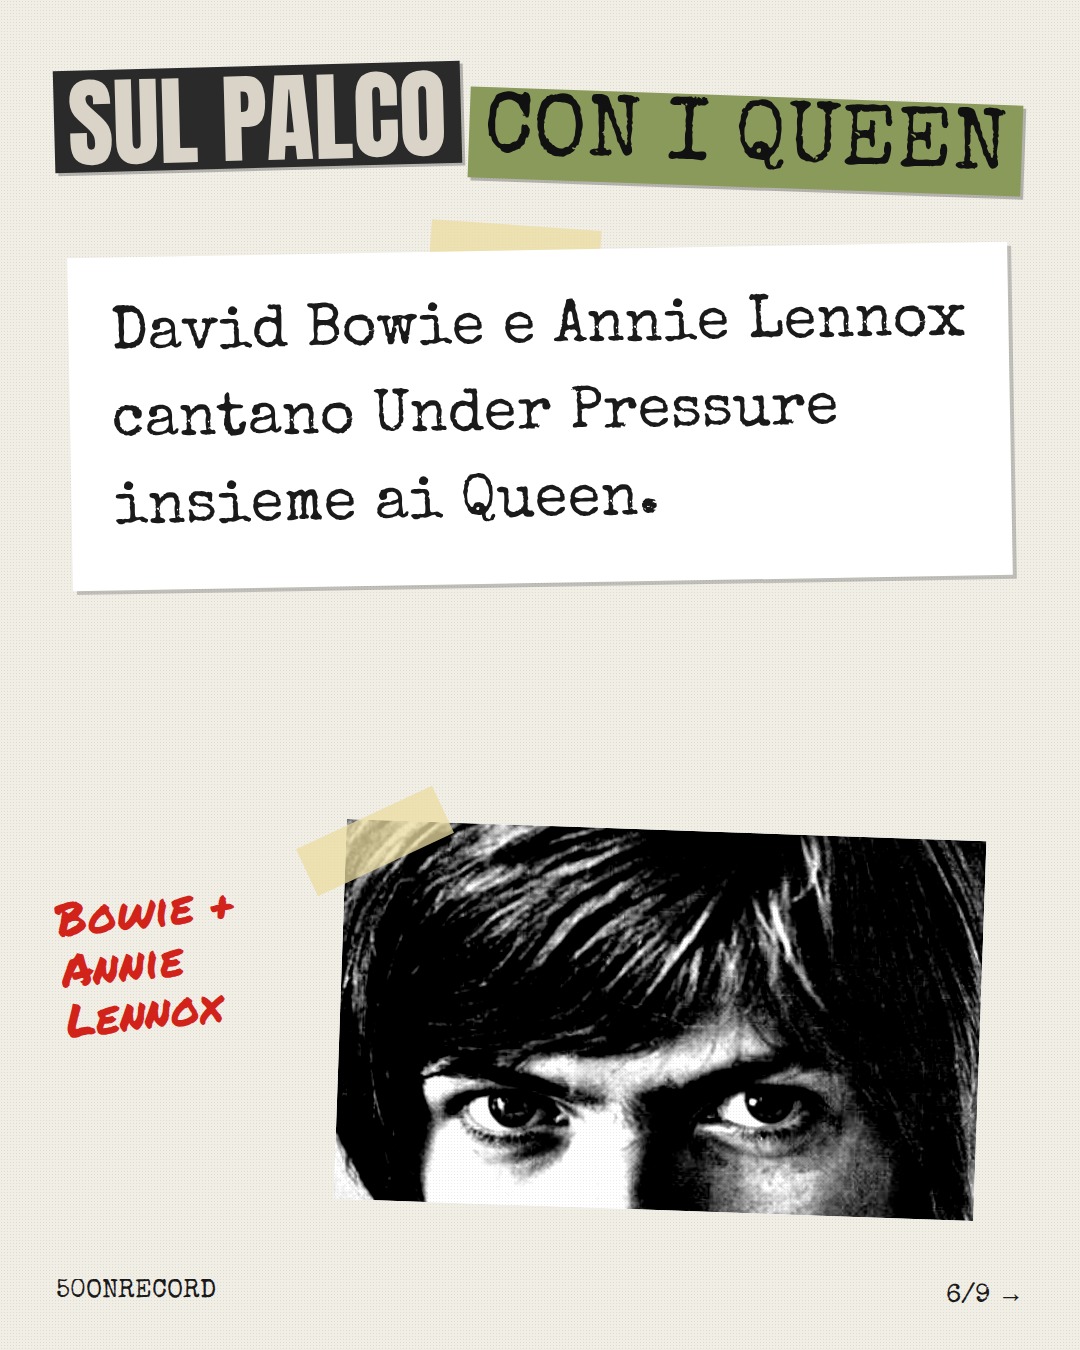 SUL PALCO CON I QUEEN
David Bowie e Annie Lennox
cantano Under Pressure
insieme ai Queen.
BOWIE +
ANNIE
LENNOX
50ONRECORD
6/9 →